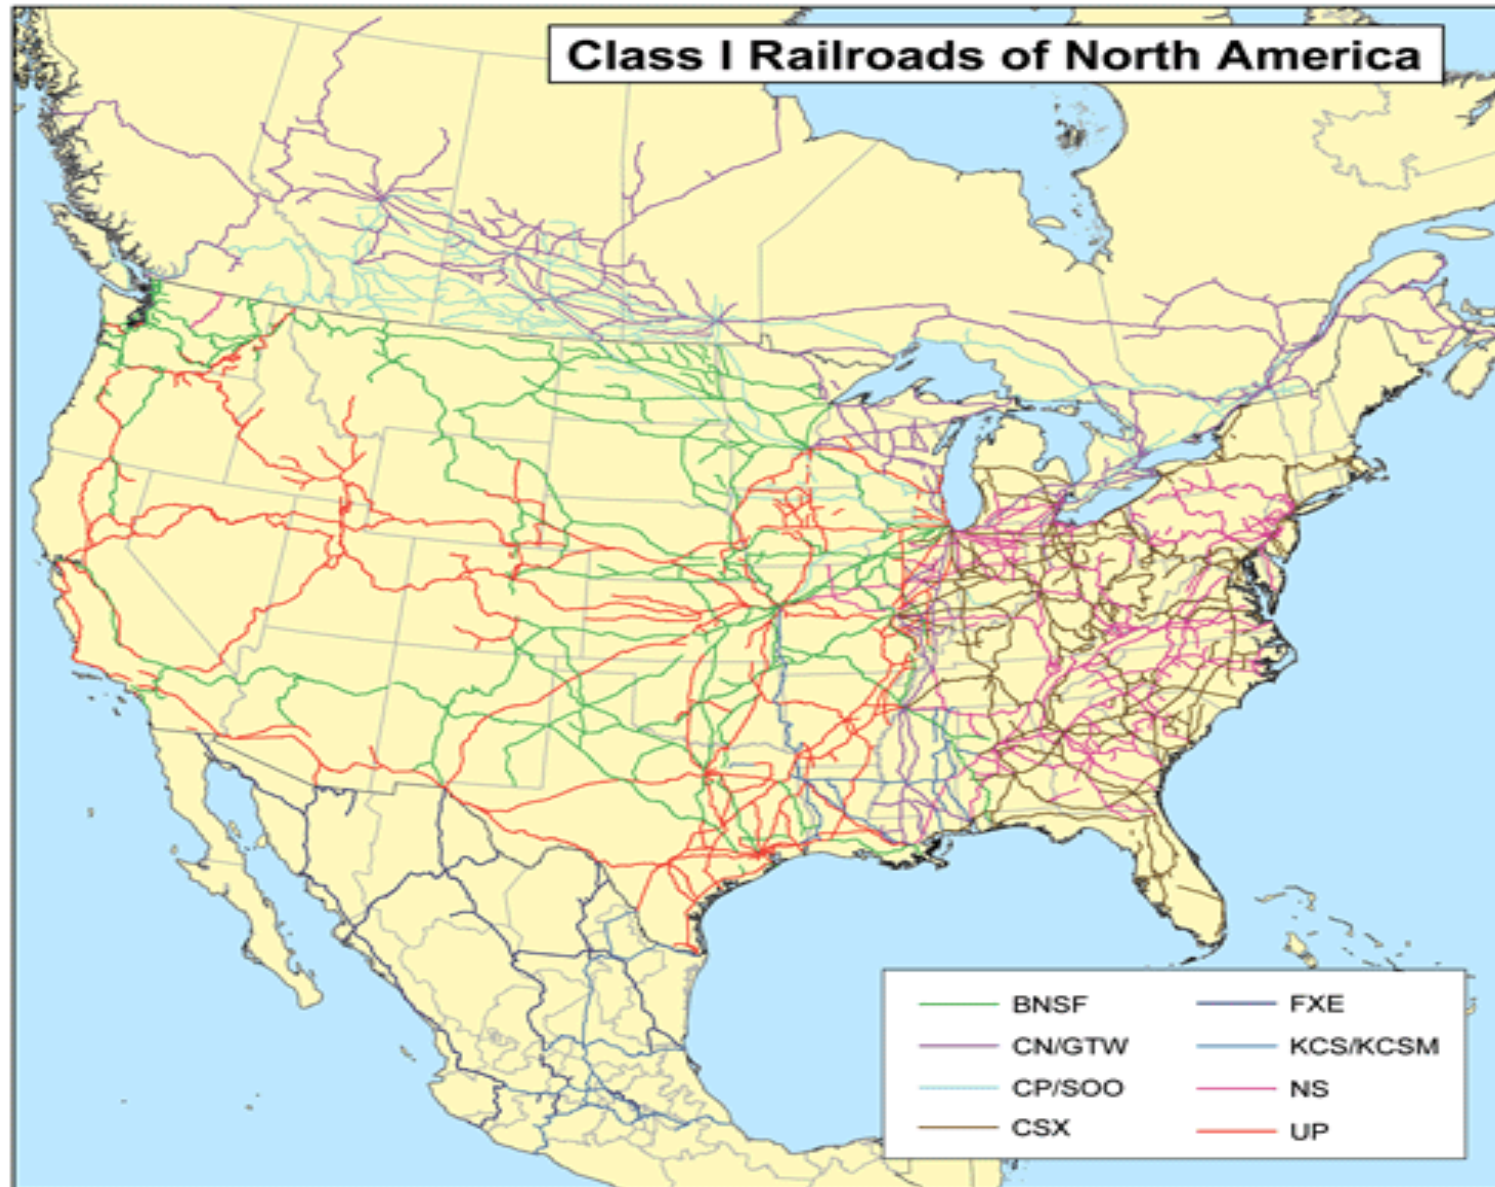 Class I Railroads of North America
BNSF
CN/GTW
CP/SOO
CSX
FXE
KCS/KCSM
NS
UP